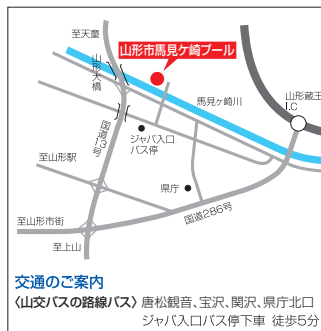 至天童
山形市馬見ケ崎プール
山形大橋
山形蔵王
I.C
馬見ヶ崎川
国道13号
ジャバ入口
バス停
至山形駅
県庁
至山形市街
国道286号
至上山
交通のご案内
〈山交バスの路線バス〉唐松観音、宝沢、関沢、県庁北口
ジャバ入口バス停下車 徒歩5分